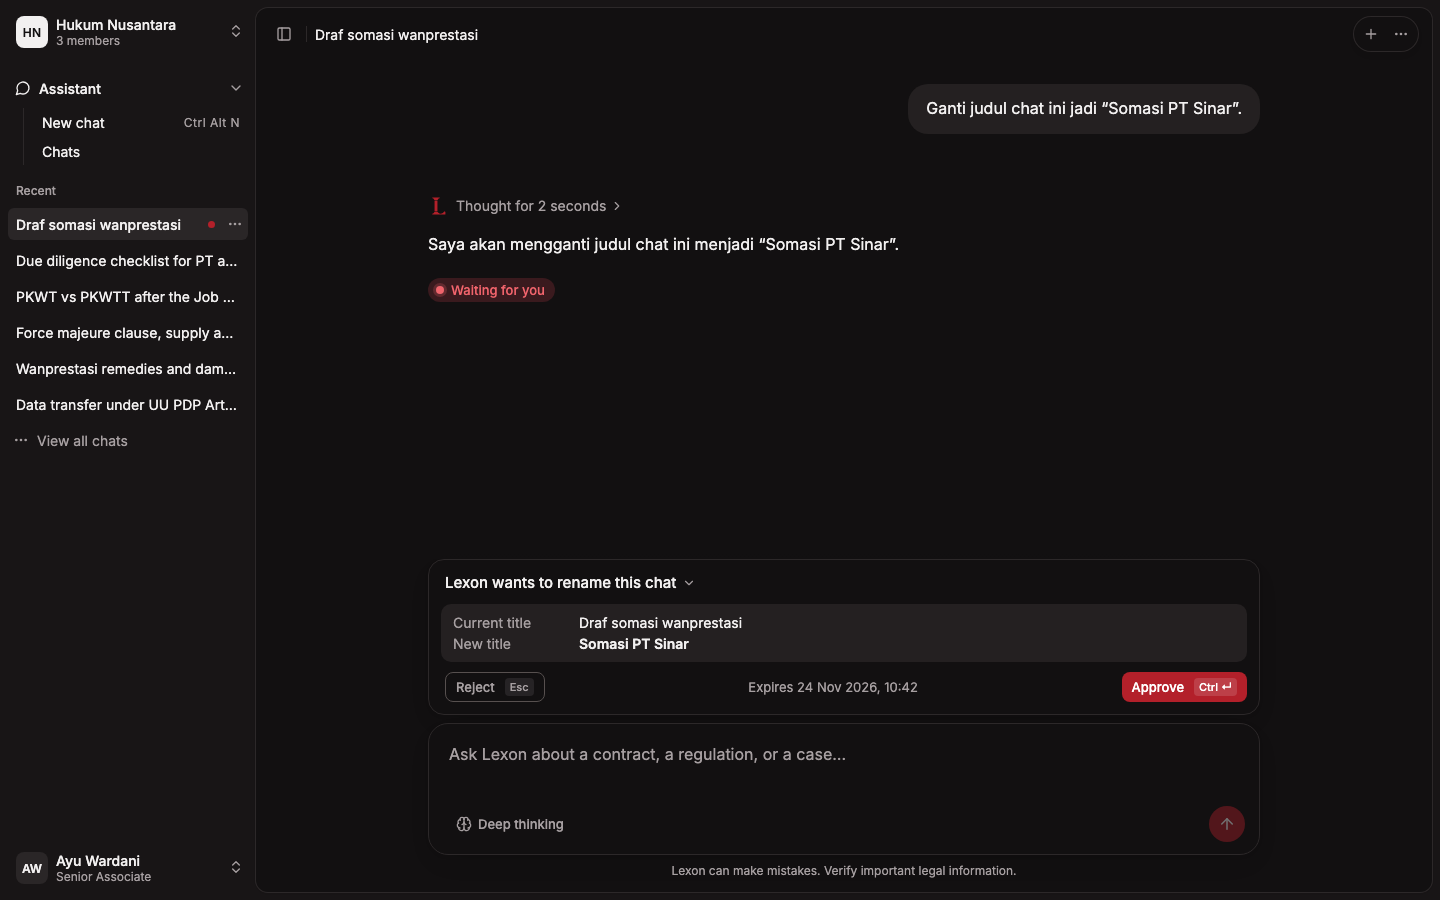 HN
Hukum Nusantara
3 members
Assistant
New chat Ctrl Alt N
Chats
Recent
Draf somasi wanprestasi
Due diligence checklist for PT a...
PKWT vs PKWTT after the Job ...
Force majeure clause, supply a...
Wanprestasi remedies and dam...
Data transfer under UU PDP Art...
View all chats
AW
Ayu Wardani
Senior Associate
Draf somasi wanprestasi
Ganti judul chat ini jadi “Somasi PT Sinar”.
L Thought for 2 seconds
Saya akan mengganti judul chat ini menjadi “Somasi PT Sinar”.
Waiting for you
Lexon wants to rename this chat
Current title Draf somasi wanprestasi
New title Somasi PT Sinar
Reject Esc Expires 24 Nov 2026, 10:42 Approve Ctrl ↵
Ask Lexon about a contract, a regulation, or a case...
Deep thinking
Lexon can make mistakes. Verify important legal information.